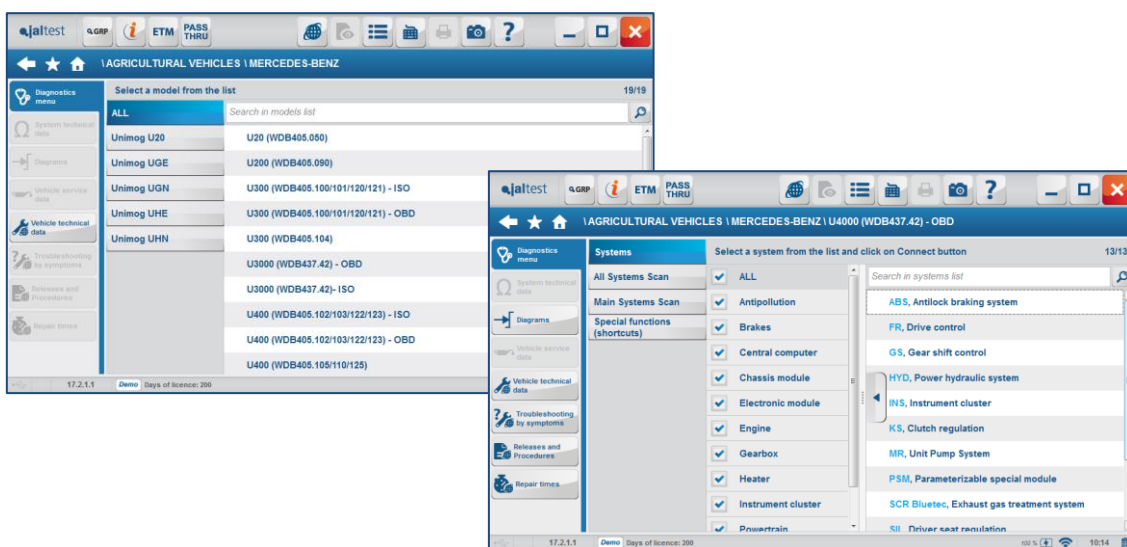 jaltest GRP i ETM PASS THRU ?
\AGRICULTURAL VEHICLES \ MERCEDES-BENZ
Diagnostics menu
System technical data
Diagrams
Vehicle service data
Vehicle technical data
Troubleshooting by symptoms
Releases and Procedures
Repair times
Select a model from the list 19/19
ALL
Unimog U20
Unimog UGE
Unimog UGN
Unimog UHE
Unimog UHN
Search in models list
U20 (WDB405.050)
U200 (WDB405.090)
U300 (WDB405.100/101/120/121) - ISO
U300 (WDB405.100/101/120/121) - OBD
U300 (WDB405.104)
U3000 (WDB437.42) - OBD
U3000 (WDB437.42)- ISO
U400 (WDB405.102/103/122/123) - ISO
U400 (WDB405.102/103/122/123) - OBD
U400 (WDB405.105/110/125)
17.2.1.1 Demo Days of licence: 200
jaltest GRP i ETM PASS THRU ?
\AGRICULTURAL VEHICLES \ MERCEDES-BENZ \ U4000 (WDB437.42) - OBD
Diagnostics menu
System technical data
Diagrams
Vehicle service data
Vehicle technical data
Troubleshooting by symptoms
Releases and Procedures
Repair times
Systems
All Systems Scan
Main Systems Scan
Special functions (shortcuts)
Select a system from the list and click on Connect button 13/13
ALL
Antipollution
Brakes
Central computer
Chassis module
Electronic module
Engine
Gearbox
Heater
Instrument cluster
Powertrain
Search in systems list
ABS, Antilock braking system
FR, Drive control
GS, Gear shift control
HYD, Power hydraulic system
INS, Instrument cluster
KS, Clutch regulation
MR, Unit Pump System
PSM, Parameterizable special module
SCR Bluetec, Exhaust gas treatment system
SIL, Driver seat regulation
17.2.1.1 Demo Days of licence: 200 100 % 10:14